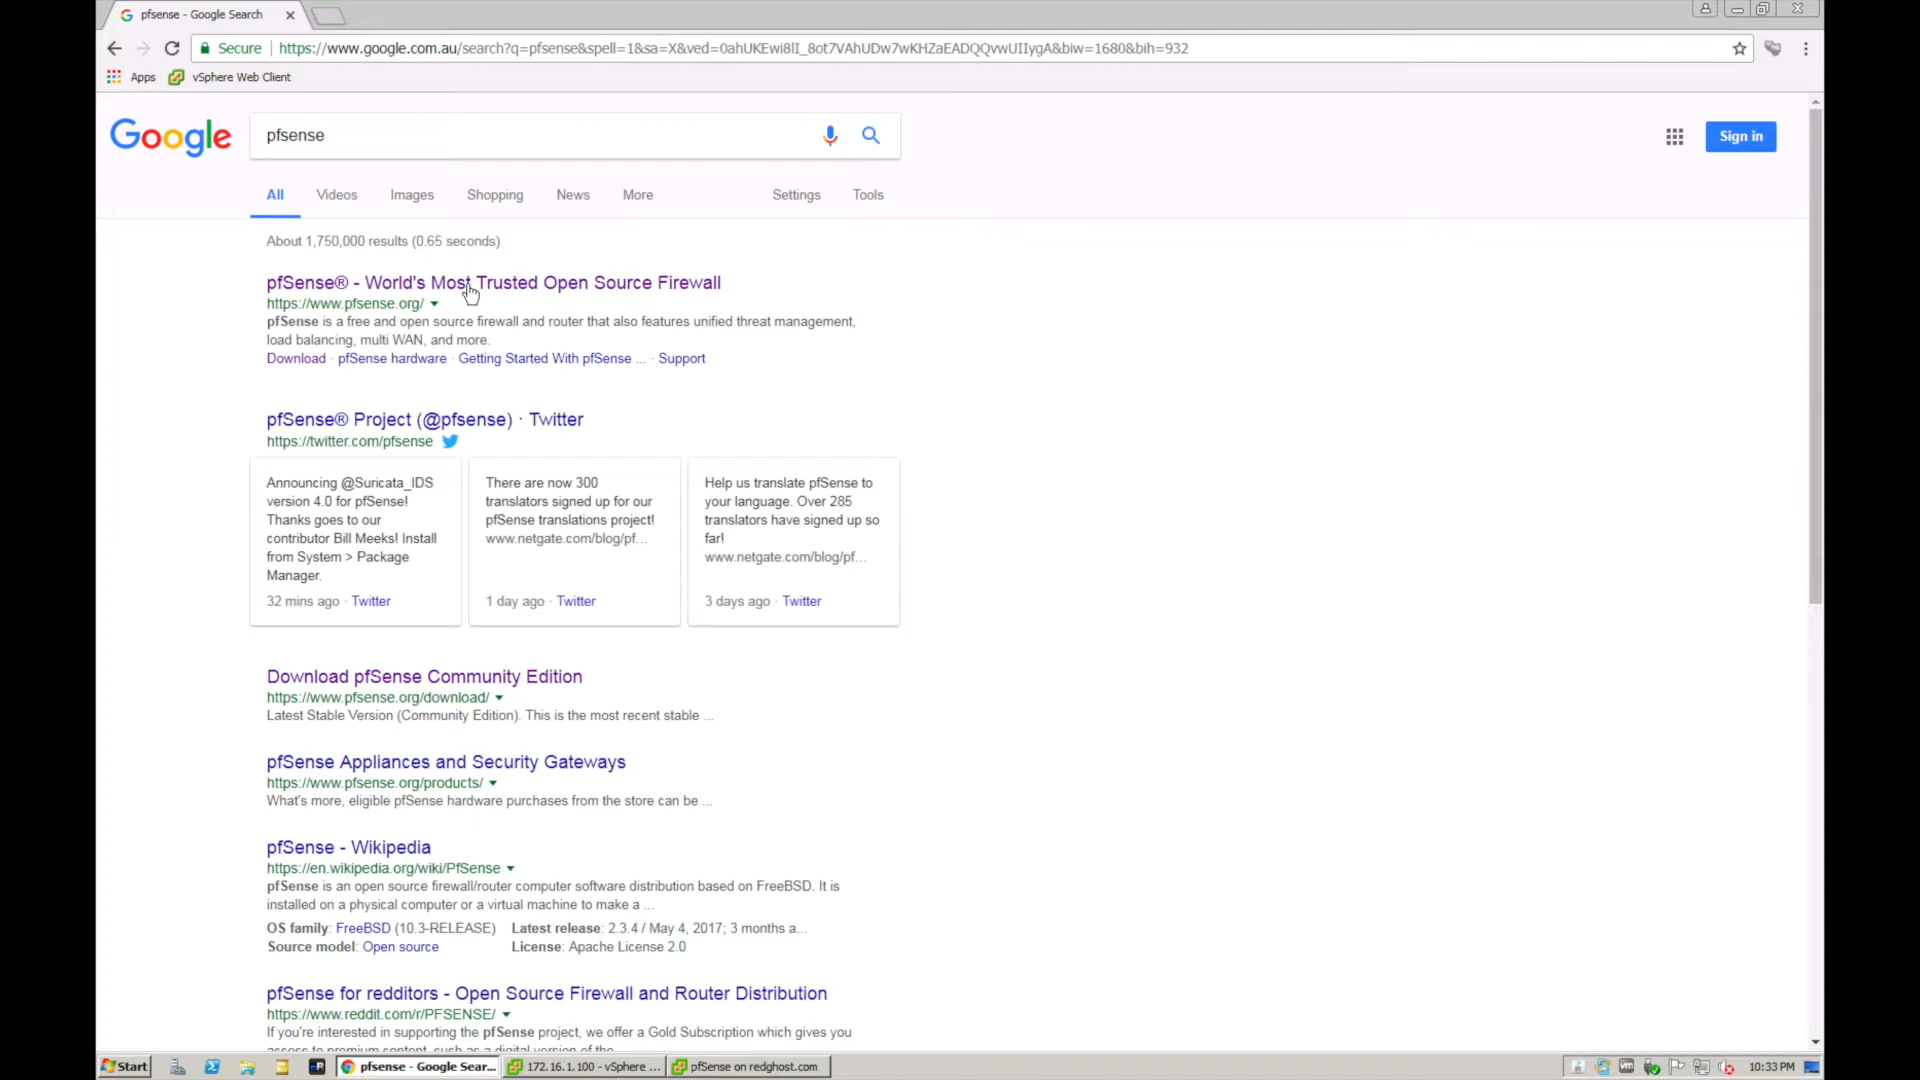 pfsense - Google Search
Secure https://www.google.com.au/search?q=pfsense&spell=1&sa=X&ved=0ahUKEwi8lI_8ot7VAhUDw7wKHZaEADQQvwUIIygA&biw=1680&bih=932
Apps vSphere Web Client
Google pfsense Sign in
All Videos Images Shopping News More Settings Tools
About 1,750,000 results (0.65 seconds)
pfSense® - World's Most Trusted Open Source Firewall
https://www.pfsense.org/
pfSense is a free and open source firewall and router that also features unified threat management,
load balancing, multi WAN, and more.
Download · pfSense hardware · Getting Started With pfSense ... · Support
pfSense® Project (@pfsense) · Twitter
https://twitter.com/pfsense
Announcing @Suricata_IDS
version 4.0 for pfSense!
Thanks goes to our
contributor Bill Meeks! Install
from System > Package
Manager.
32 mins ago · Twitter
There are now 300
translators signed up for our
pfSense translations project!
www.netgate.com/blog/pf...
1 day ago · Twitter
Help us translate pfSense to
your language. Over 285
translators have signed up so
far!
www.netgate.com/blog/pf...
3 days ago · Twitter
Download pfSense Community Edition
https://www.pfsense.org/download/
Latest Stable Version (Community Edition). This is the most recent stable ...
pfSense Appliances and Security Gateways
https://www.pfsense.org/products/
What's more, eligible pfSense hardware purchases from the store can be ...
pfSense - Wikipedia
https://en.wikipedia.org/wiki/PfSense
pfSense is an open source firewall/router computer software distribution based on FreeBSD. It is
installed on a physical computer or a virtual machine to make a ...
OS family: FreeBSD (10.3-RELEASE) Latest release: 2.3.4 / May 4, 2017; 3 months a...
Source model: Open source License: Apache License 2.0
pfSense for redditors - Open Source Firewall and Router Distribution
https://www.reddit.com/r/PFSENSE/
If you're interested in supporting the pfSense project, we offer a Gold Subscription which gives you
access to premium content, such as a digital version of the
Start pfsense - Google Sear... 172.16.1.100 - vSphere ... pfSense on redghost.com 10:33 PM